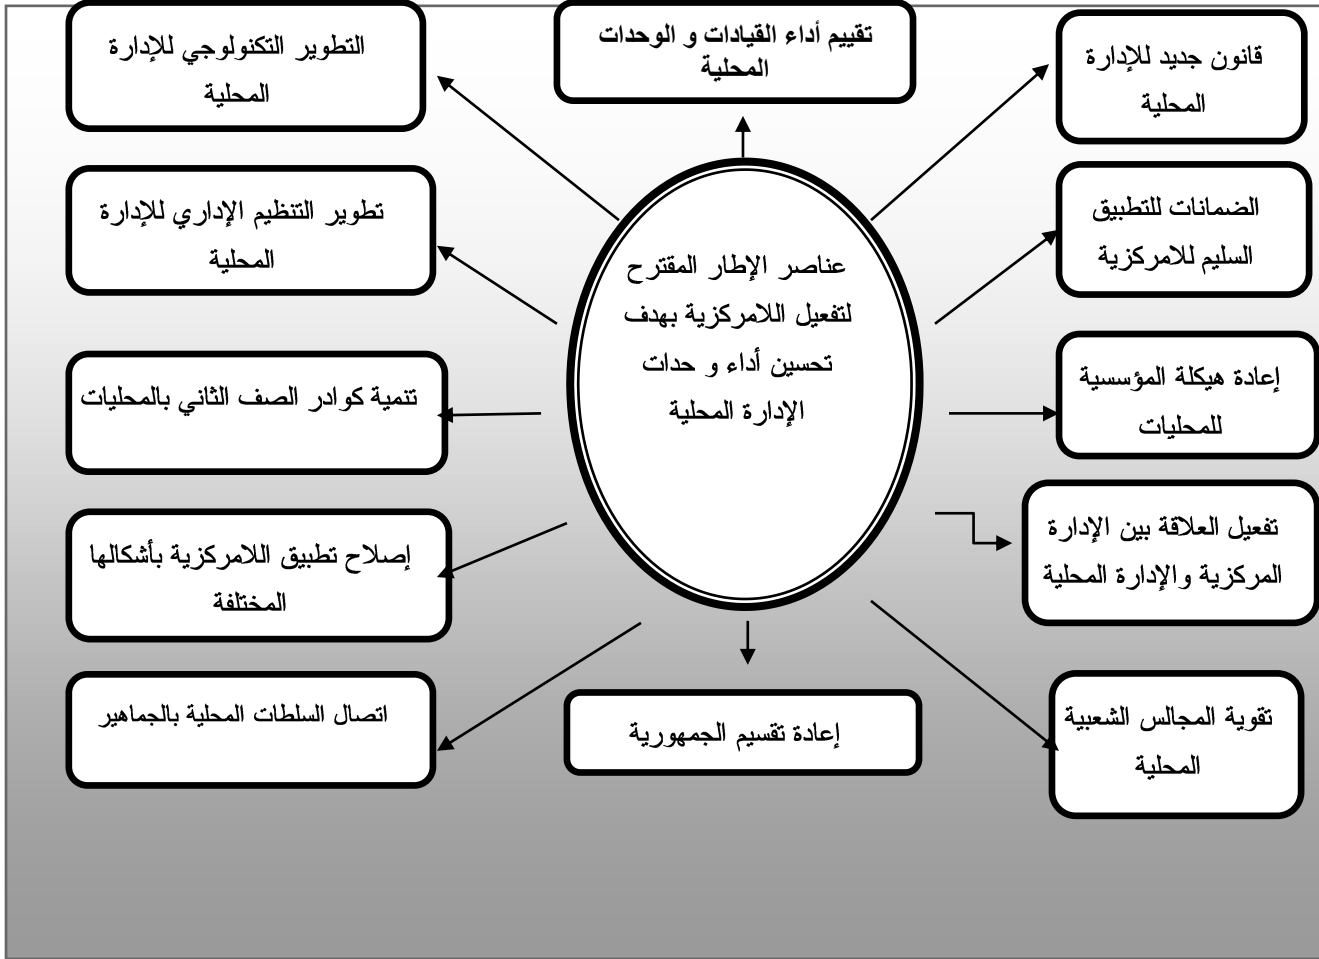 قانون جديد للإدارة
المحلية
تقييم أداء القيادات و الوحدات
المحلية
التطوير التكنولوجي للإدارة
المحلية
الضمانات للتطبيق
السليم للامركزية
تطوير التنظيم الإداري للإدارة
المحلية
عناصر الإطار المقترح
لتفعيل اللامركزية بهدف
تحسين أداء و حدات
الإدارة المحلية
إعادة هيكلة المؤسسية
للمحليات
تنمية كوادر الصف الثاني بالمحليات
تفعيل العلاقة بين الإدارة
المركزية والإدارة المحلية
إصلاح تطبيق اللامركزية بأشكالها
المختلفة
تقوية المجالس الشعبية
المحلية
إعادة تقسيم الجمهورية
اتصال السلطات المحلية بالجماهير